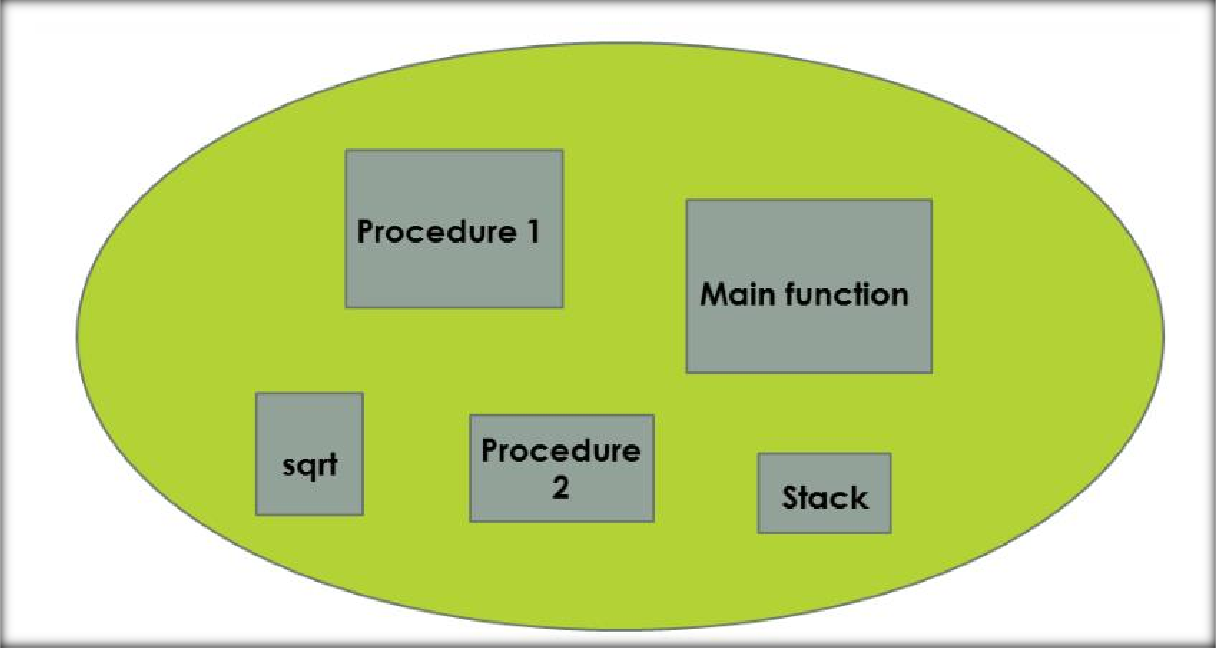 Procedure 1
Main function
sqrt
Procedure
2
Stack